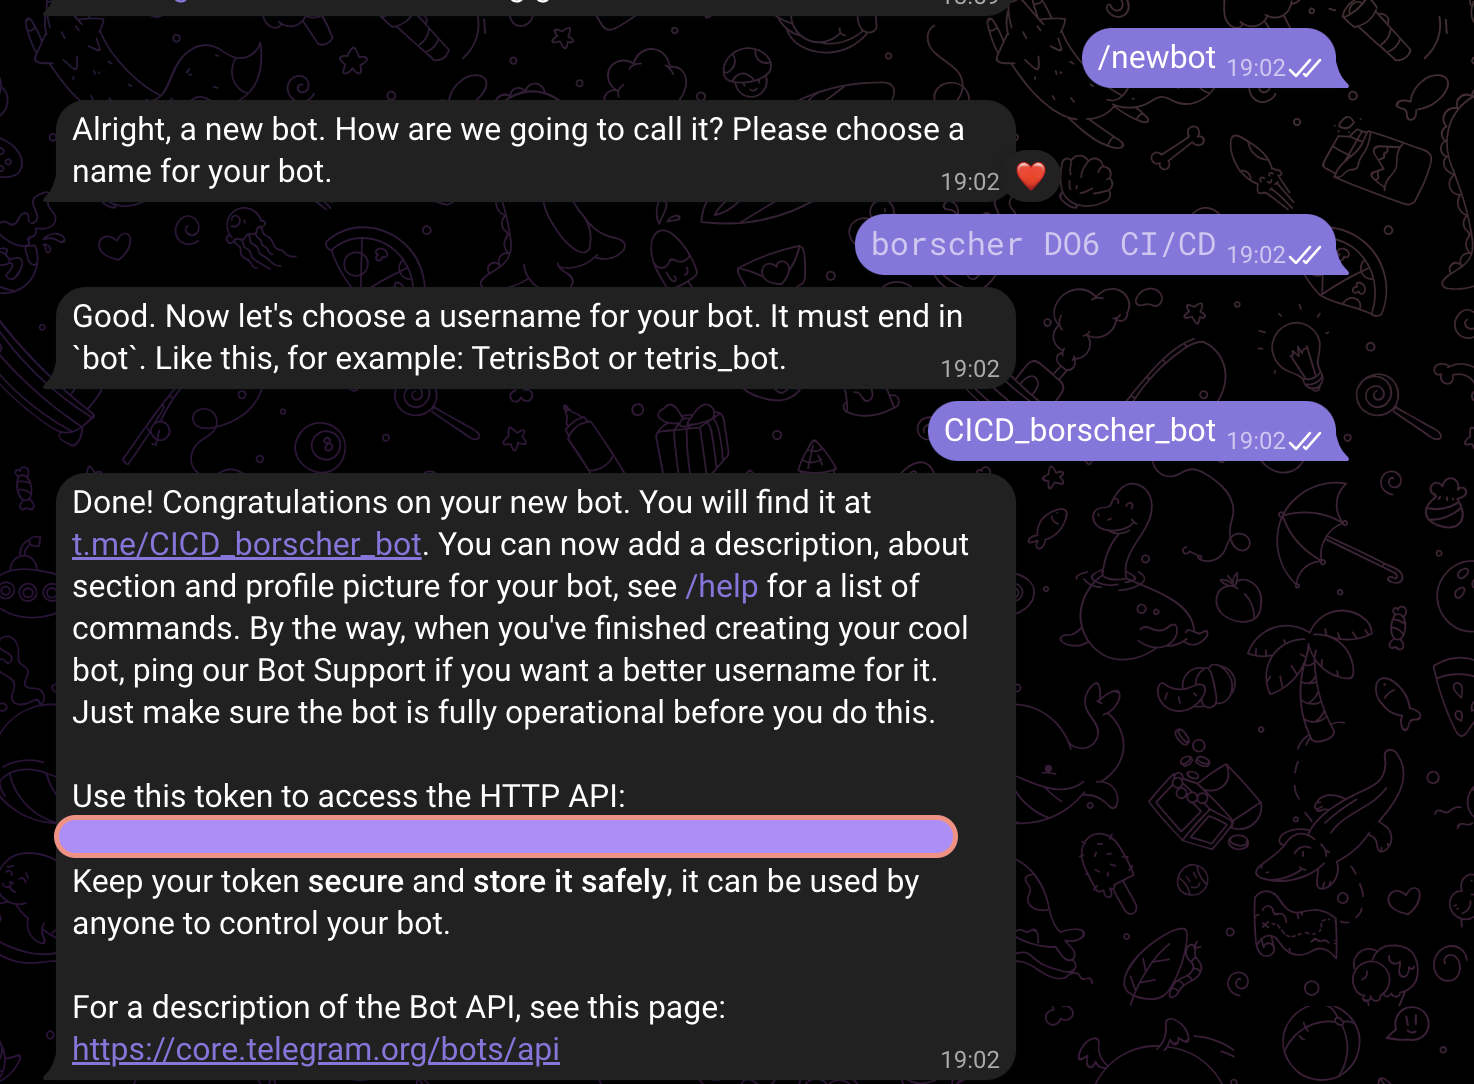 /newbot 19:02
Alright, a new bot. How are we going to call it? Please choose a
name for your bot. 19:02
borscher DO6 CI/CD 19:02
Good. Now let's choose a username for your bot. It must end in
`bot`. Like this, for example: TetrisBot or tetris_bot. 19:02
CICD_borscher_bot 19:02
Done! Congratulations on your new bot. You will find it at
t.me/CICD_borscher_bot. You can now add a description, about
section and profile picture for your bot, see /help for a list of
commands. By the way, when you've finished creating your cool
bot, ping our Bot Support if you want a better username for it.
Just make sure the bot is fully operational before you do this.
Use this token to access the HTTP API:
Keep your token secure and store it safely, it can be used by
anyone to control your bot.
For a description of the Bot API, see this page:
https://core.telegram.org/bots/api 19:02